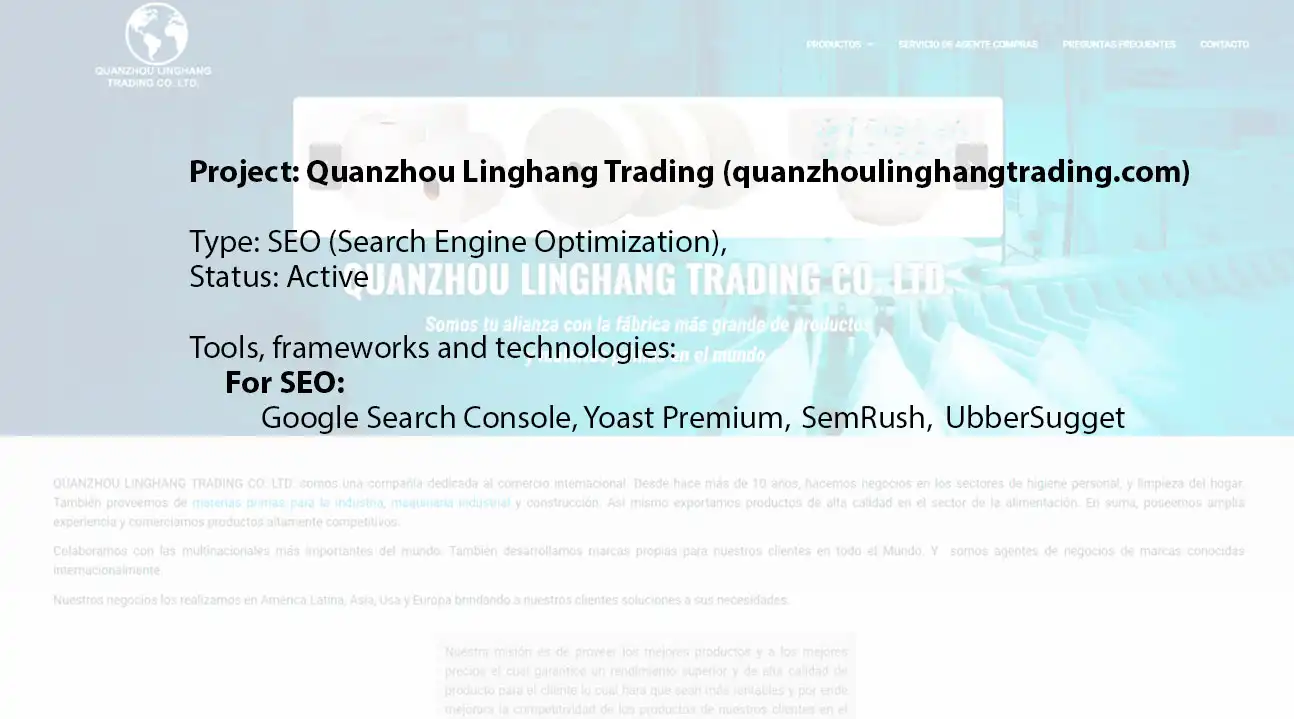 QUANZHOU LINGHANG
TRADING CO. LTD.
PRODUCTOS
SERVICIO DE AGENTE COMPRAS
PREGUNTAS FRECUENTES
CONTACTO
Project: Quanzhou Linghang Trading (quanzhoulinghangtrading.com)
Type: SEO (Search Engine Optimization),
Status: Active
QUANZHOU LINGHANG TRADING CO. LTD.
Somos tu alianza con la fábrica más grande de productos
en el mundo
Tools, frameworks and technologies:
For SEO:
Google Search Console, Yoast Premium, SemRush, UbberSugget
QUANZHOU LINGHANG TRADING CO. LTD. somos una compañía dedicada al comercio internacional. Desde hace más de 10 años, hacemos negocios en los sectores de higiene personal, y limpieza del hogar.
También proveemos de materias primas para la industria, maquinaria industrial y construcción. Así mismo exportamos productos de alta calidad en el sector de la alimentación. En suma, poseemos amplia
experiencia y comerciamos productos altamente competitivos.
Colaboramos con las multinacionales más importantes del mundo. También desarrollamos marcas propias para nuestros clientes en todo el Mundo. Y somos agentes de negocios de marcas conocidas
internacionalmente
Nuestros negocios los realizamos en América Latina, Asia, Usa y Europa brindando a nuestros clientes soluciones a sus necesidades.
Nuestra misión es de proveer los mejores productos y a los mejores
precios el cual garantice un rendimiento superior y de alta calidad de
producto para el cliente lo cual hará que sean más rentables y por ende
mejorara la competitividad de los productos de nuestros clientes en el